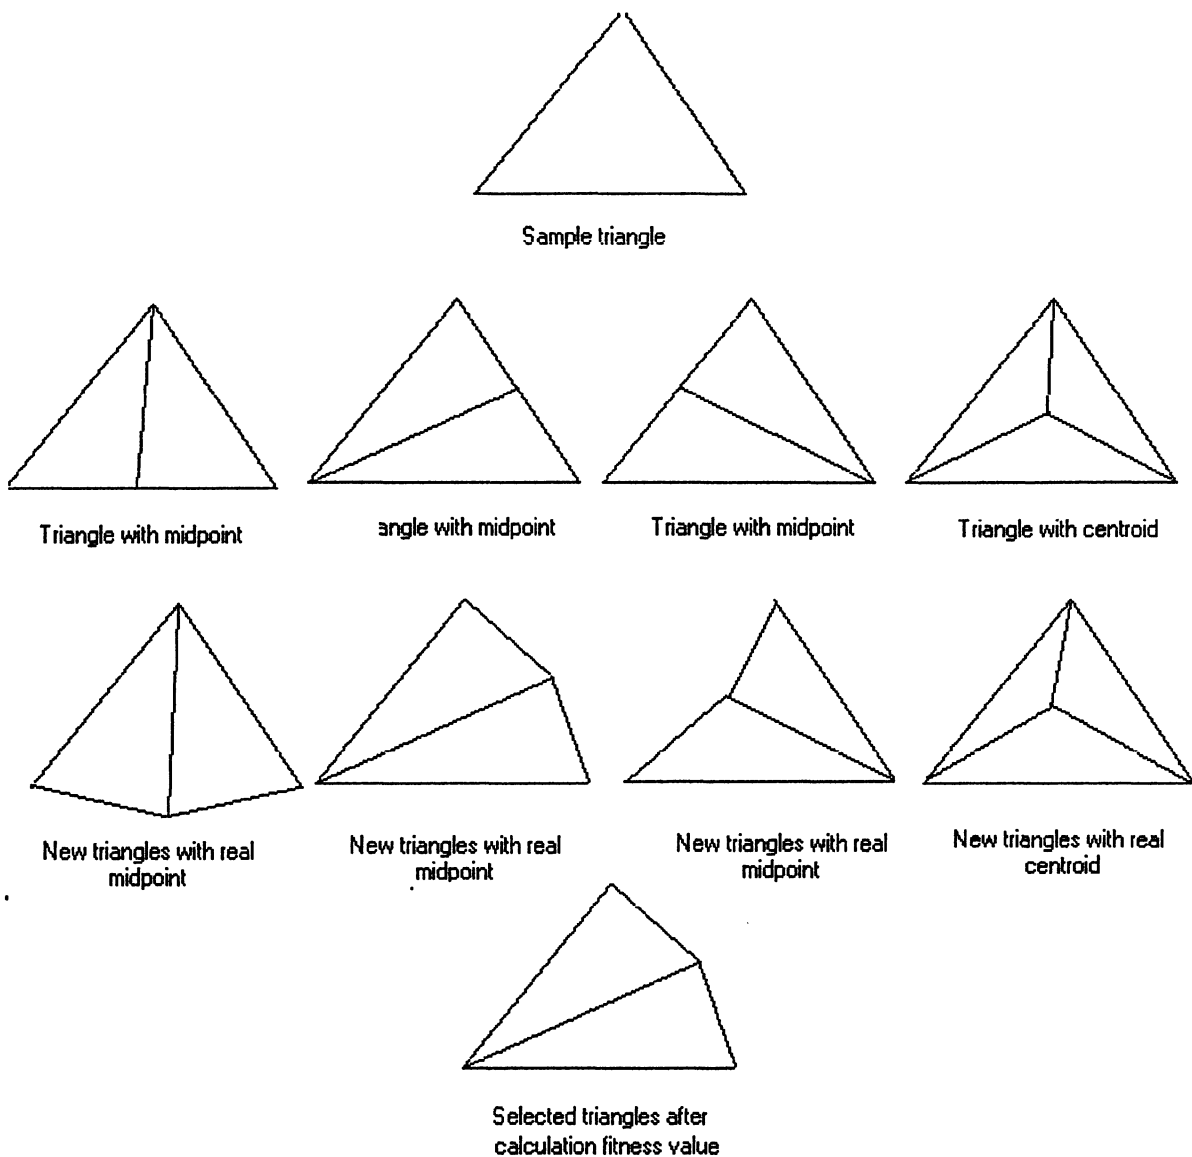 Sample triangle
Triangle with midpoint
angle with midpoint
Triangle with midpoint
Triangle with centroid
New triangles with real
midpoint
New triangles with real
midpoint
New triangles with real
midpoint
New triangles with real
centroid
Selected triangles after
calculation fitness value